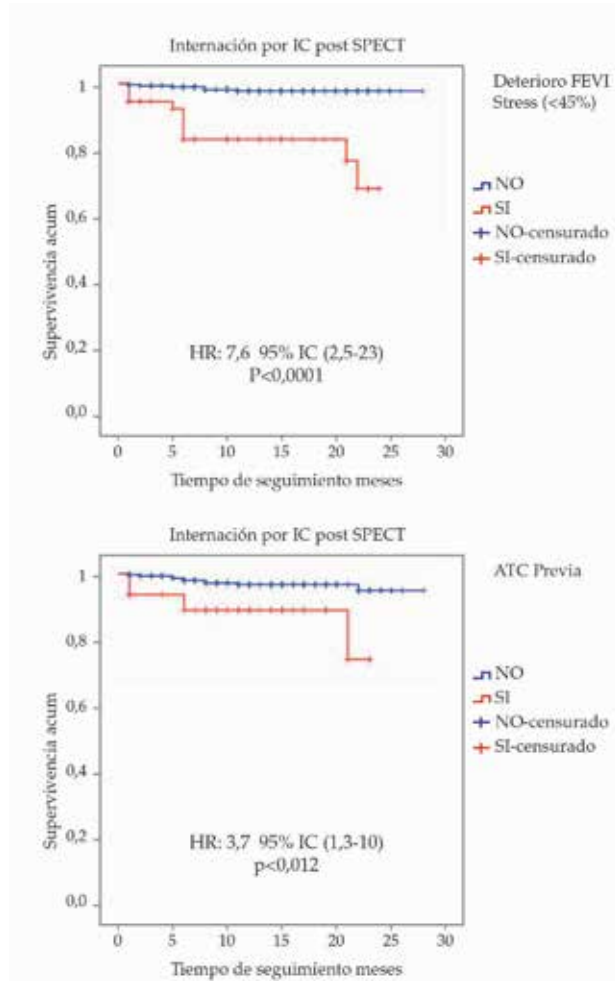 Internación por IC post SPECT
Deterioro FEVI
Stress (<45%)
1
0,8
0,6
0,4
0,2
0,0
Supervivencia acum
NO
SI
NO-censurado
SI-censurado
HR: 7,6 95% IC (2,5-23)
P<0,0001
0 5 10 15 20 25 30
Tiempo de seguimiento meses
Internación por IC post SPECT
ATC Previa
1
0,8
0,6
0,4
0,2
0,0
Supervivencia acum
NO
SI
NO-censurado
SI-censurado
HR: 3,7 95% IC (1,3-10)
p<0,012
0 5 10 15 20 25 30
Tiempo de seguimiento meses